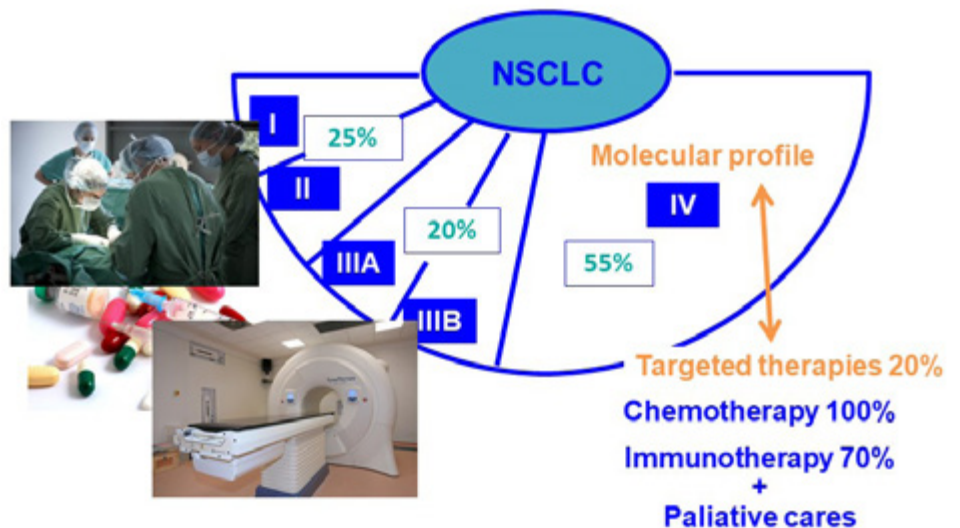 NSCLC
I
25%
II
Molecular profile
IV
20%
IIIA
55%
IIIB
Targeted therapies 20%
Chemotherapy 100%
Immunotherapy 70%
+
Paliative cares